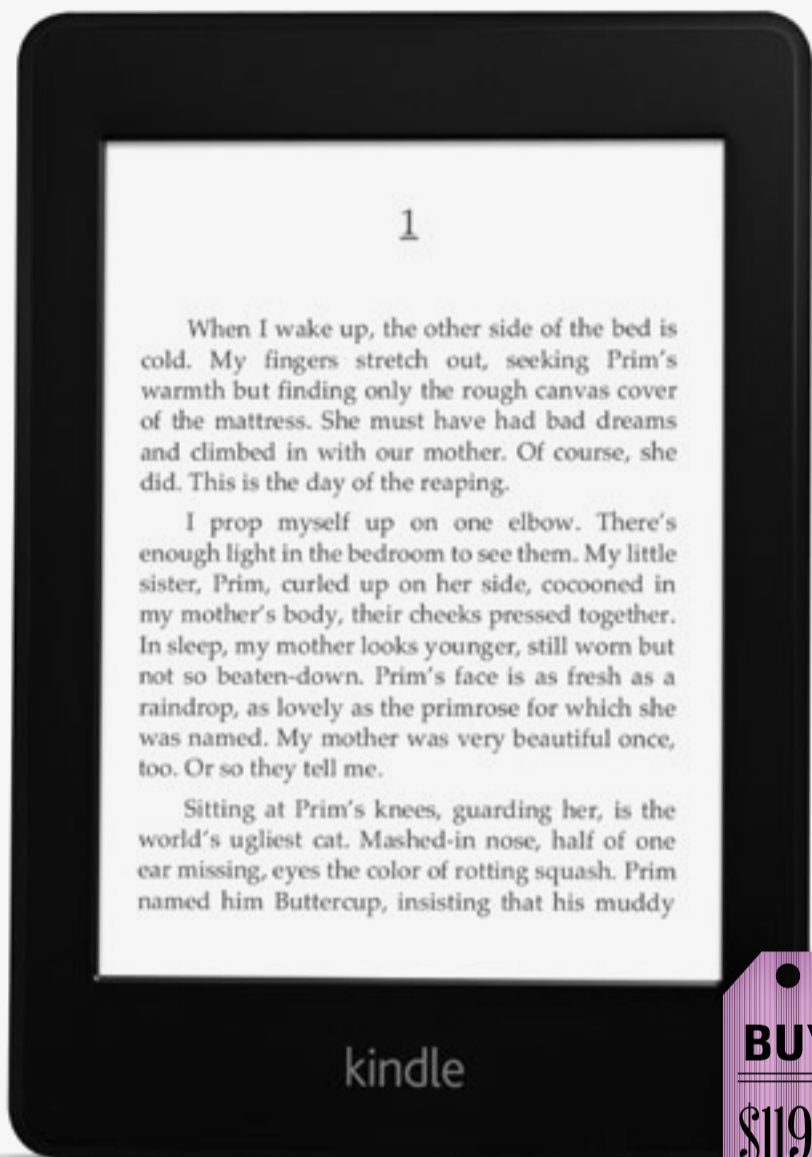 1
When I wake up, the other side of the bed is
cold. My fingers stretch out, seeking Prim's
warmth but finding only the rough canvas cover
of the mattress. She must have had bad dreams
and climbed in with our mother. Of course, she
did. This is the day of the reaping.
I prop myself up on one elbow. There's
enough light in the bedroom to see them. My little
sister, Prim, curled up on her side, cocooned in
my mother's body, their cheeks pressed together.
In sleep, my mother looks younger, still worn but
not so beaten-down. Prim's face is as fresh as a
raindrop, as lovely as the primrose for which she
was named. My mother was very beautiful once,
too. Or so they tell me.
Sitting at Prim's knees, guarding her, is the
world's ugliest cat. Mashed-in nose, half of one
ear missing, eyes the color of rotting squash. Prim
named him Buttercup, insisting that his muddy
kindle
BUY
$119